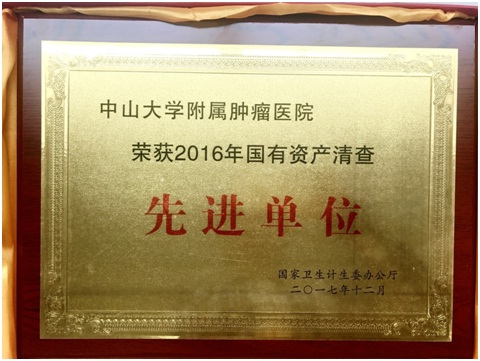 中山大学附属肿瘤医院
荣获2016年国有资产清查
先进单位
国家卫生计生委办公厅
二〇一七年十二月